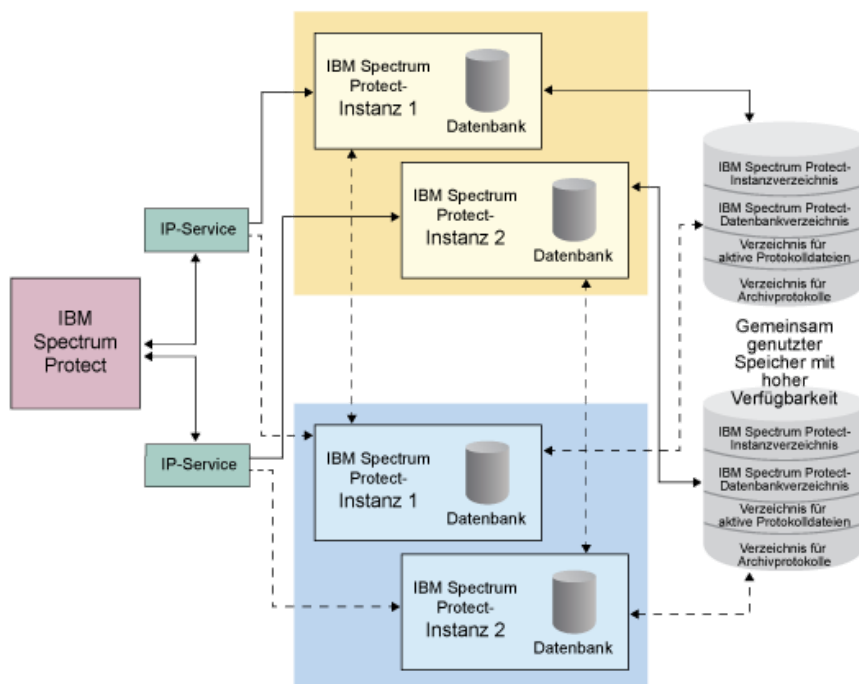 IBM Spectrum
Protect-
Instanz 1
Datenbank
IBM Spectrum
Protect-
Instanz 2
Datenbank
IP-Service
IBM
Spectrum
Protect
IP-Service
IBM Spectrum Protect-
Instanzverzeichnis
IBM Spectrum Protect-
Datenbankverzeichnis
Verzeichnis für
aktive Protokolldateien
Verzeichnis für
Archivprotokolle
Gemeinsam
genutzter
Speicher mit
hoher
Verfügbarkeit
IBM Spectrum Protect-
Instanzverzeichnis
IBM Spectrum Protect-
Datenbankverzeichnis
Verzeichnis für
aktive Protokolldateien
Verzeichnis für
Archivprotokolle
IBM Spectrum
Protect-
Instanz 1
Datenbank
IBM Spectrum
Protect-
Instanz 2
Datenbank